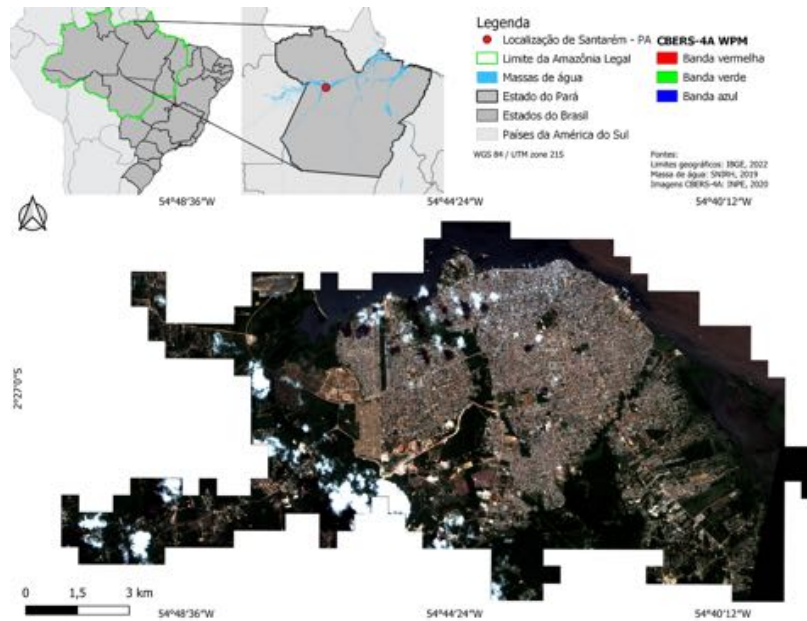 Legenda
Localização de Santarém - PA
Limite da Amazônia Legal
Massas de água
Estado do Pará
Estados do Brasil
Países da América do Sul
CBERS-4A WPM
Banda vermelha
Banda verde
Banda azul
WGS 84 / UTM zone 21S
Fontes:
Limites geográficos: IBGE, 2022
Massa de água: SNIRH, 2019
Imagens CBERS-4A: INPE, 2020
54°48'36"W
54°44'24"W
54°40'12"W
2°27'0"S
0 1,5 3 km
54°48'36"W
54°44'24"W
54°40'12"W